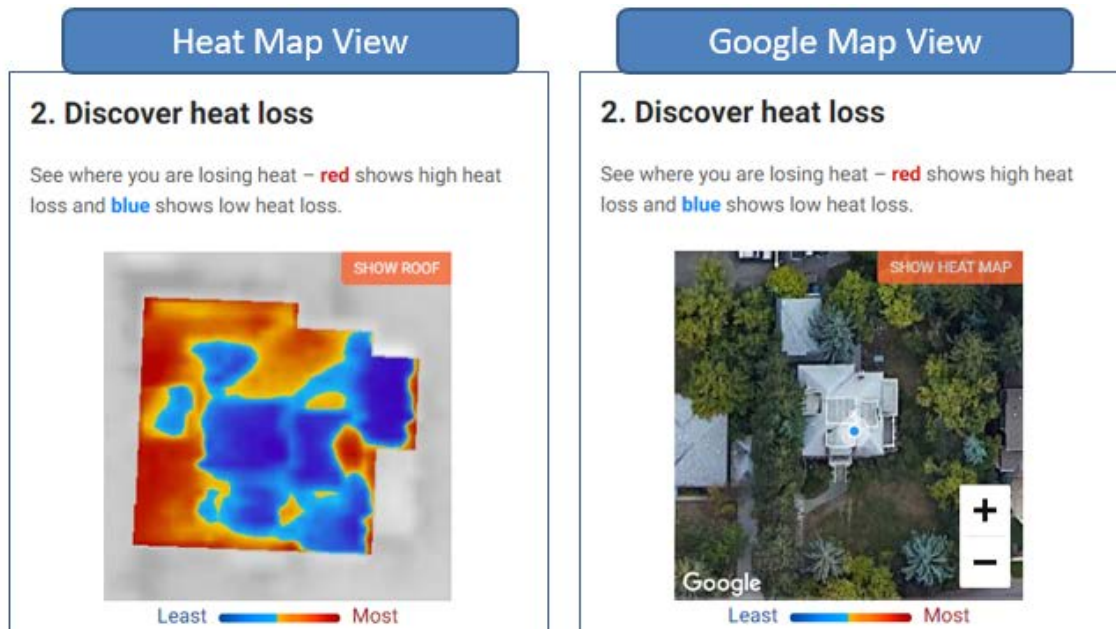 Heat Map View
2. Discover heat loss
See where you are losing heat – red shows high heat
loss and blue shows low heat loss.
SHOW ROOF
Least
Most
Google Map View
2. Discover heat loss
See where you are losing heat – red shows high heat
loss and blue shows low heat loss.
SHOW HEAT MAP
+
−
Google
Least
Most